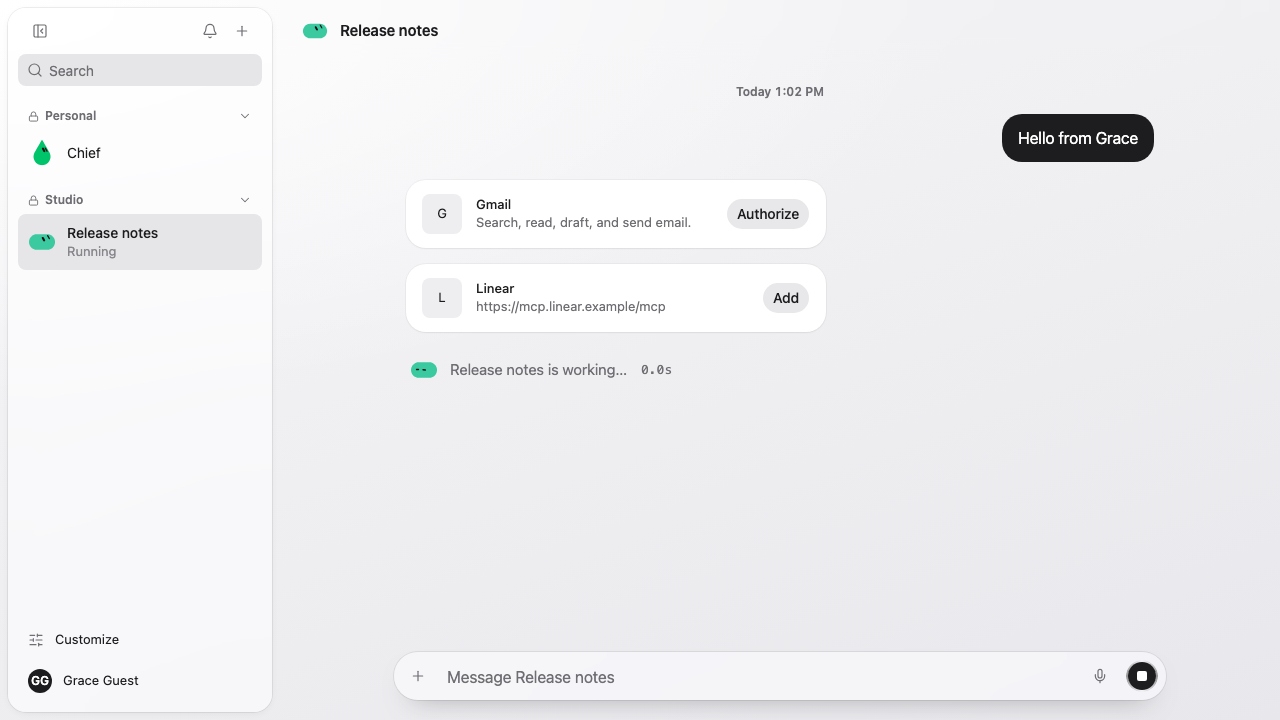 Search
Personal
Chief
Studio
Release notes
Running
Customize
GG
Grace Guest
Release notes
Today 1:02 PM
Hello from Grace
G
Gmail
Search, read, draft, and send email.
Authorize
L
Linear
https://mcp.linear.example/mcp
Add
Release notes is working... 0.0s
Message Release notes